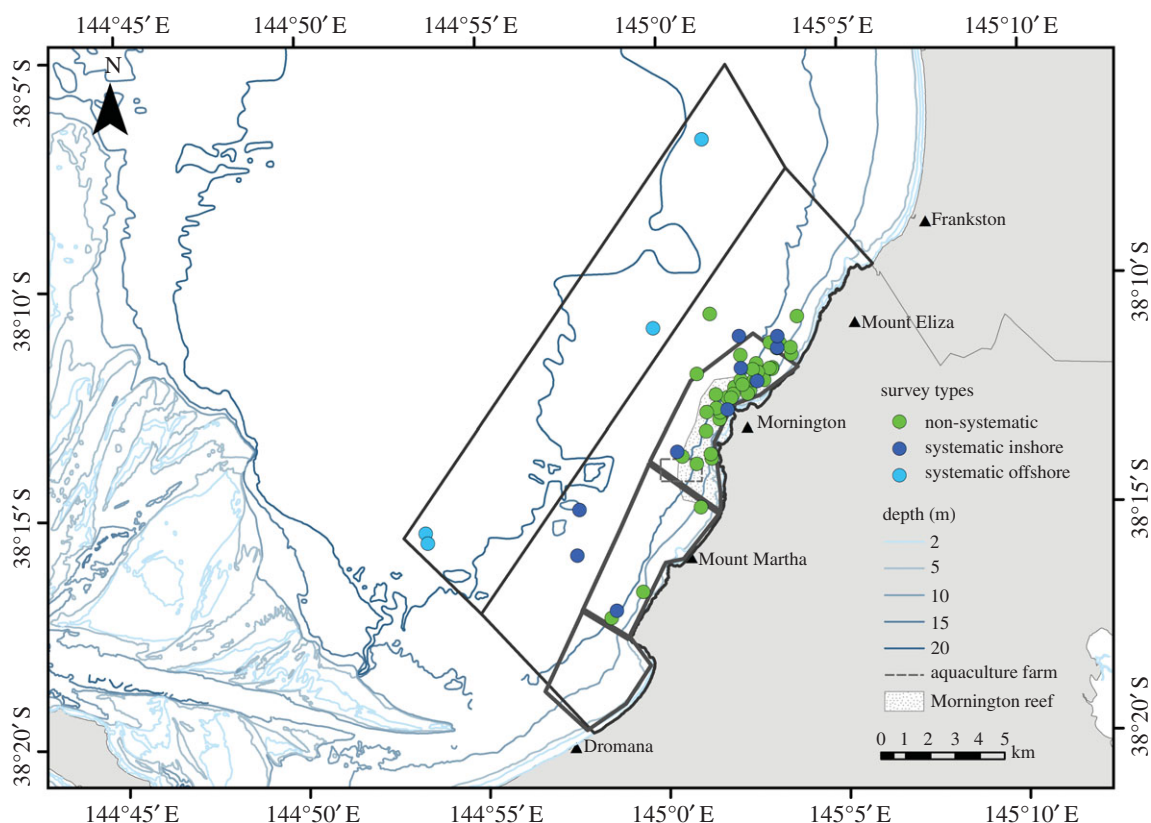 144°45′ E 144°50′ E 144°55′ E 145°0′ E 145°5′ E 145°10′ E
N
38°5′ S
38°10′ S
38°15′ S
38°20′ S
38°10′ S
38°15′ S
38°20′ S
Frankston
Mount Eliza
Mornington
Mount Martha
Dromana
survey types
non-systematic
systematic inshore
systematic offshore
depth (m)
2
5
10
15
20
aquaculture farm
Mornington reef
0 1 2 3 4 5
km
144°45′ E 144°50′ E 144°55′ E 145°0′ E 145°5′ E 145°10′ E